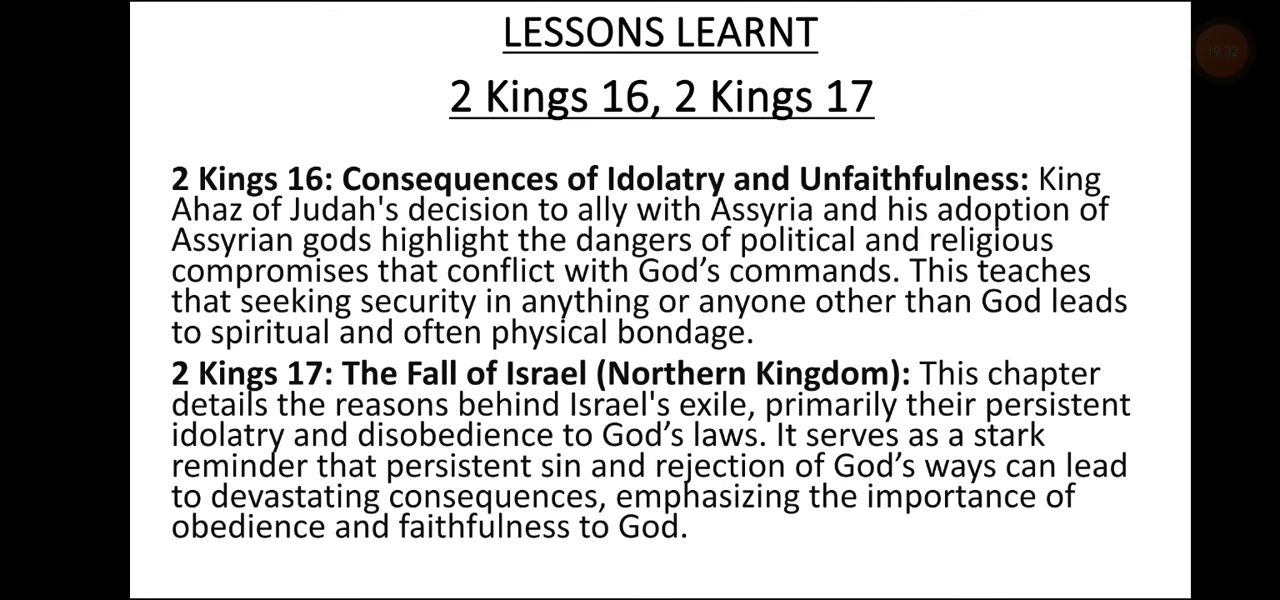 LESSONS LEARNT
19:32
2 Kings 16, 2 Kings 17
2 Kings 16: Consequences of Idolatry and Unfaithfulness: King
Ahaz of Judah's decision to ally with Assyria and his adoption of
Assyrian gods highlight the dangers of political and religious
compromises that conflict with God’s commands. This teaches
that seeking security in anything or anyone other than God leads
to spiritual and often physical bondage.
2 Kings 17: The Fall of Israel (Northern Kingdom): This chapter
details the reasons behind Israel's exile, primarily their persistent
idolatry and disobedience to God’s laws. It serves as a stark
reminder that persistent sin and rejection of God’s ways can lead
to devastating consequences, emphasizing the importance of
obedience and faithfulness to God.